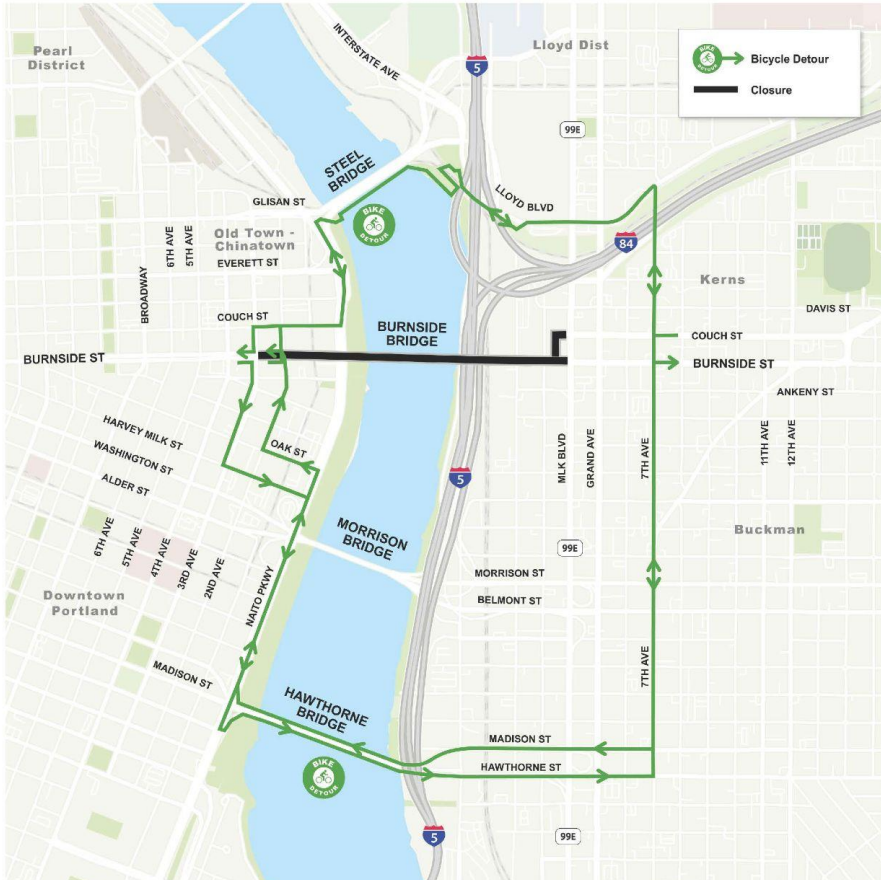 Pearl
District
INTERSTATE AVE
5
Lloyd Dist
BIKE
DETOUR
Bicycle Detour
Closure
99E
STEEL
BRIDGE
LLOYD BLVD
GLISAN ST
BIKE
DETOUR
Old Town -
Chinatown
6TH AVE
5TH AVE
EVERETT ST
84
BROADWAY
Kerns
COUCH ST
DAVIS ST
BURNSIDE
BRIDGE
COUCH ST
BURNSIDE ST
BURNSIDE ST
ANKENY ST
HARVEY MILK ST
WASHINGTON ST
ALDER ST
OAK ST
MLK BLVD
GRAND AVE
7TH AVE
11TH AVE
12TH AVE
5
MORRISON
BRIDGE
99E
Buckman
6TH AVE
5TH AVE
4TH AVE
3RD AVE
2ND AVE
NAITO PKWY
MORRISON ST
BELMONT ST
Downtown
Portland
7TH AVE
MADISON ST
HAWTHORNE
BRIDGE
MADISON ST
HAWTHORNE ST
BIKE
DETOUR
5
99E